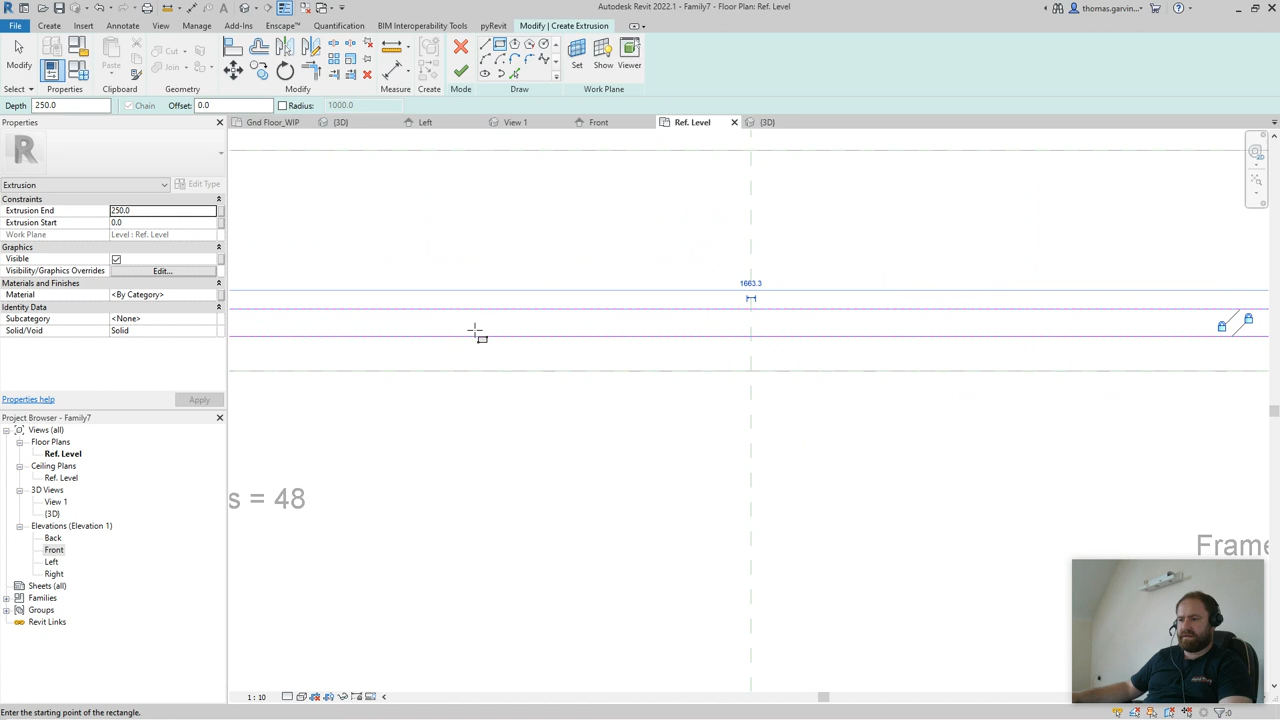 Autodesk Revit 2022.1 - Family7 - Floor Plan: Ref. Level
thomas.garvin...
File Create Insert Annotate View Manage Add-Ins Enscape™ Quantification BIM Interoperability Tools pyRevit Modify | Create Extrusion
Modify
Paste
Cut
Join
Set Show Viewer
Select Properties Clipboard Geometry Modify Measure Create Mode Draw Work Plane
Depth 250.0 Chain Offset: 0.0 Radius: 1000.0
Properties
Gnd Floor_WIP {3D} Left View 1 Front Ref. Level {3D}
Extrusion Edit Type
Constraints
Extrusion End 250.0
Extrusion Start 0.0
Work Plane Level : Ref. Level
Graphics
Visible
Visibility/Graphics Overrides Edit...
Materials and Finishes
Material <By Category>
Identity Data
Subcategory <None>
Solid/Void Solid
Properties help Apply
1663.3
s = 48
Frame
Project Browser - Family7
Views (all)
Floor Plans
Ref. Level
Ceiling Plans
Ref. Level
3D Views
View 1
{3D}
Elevations (Elevation 1)
Back
Front
Left
Right
Sheets (all)
Families
Groups
Revit Links
1 : 10
Enter the starting point of the rectangle.
:0